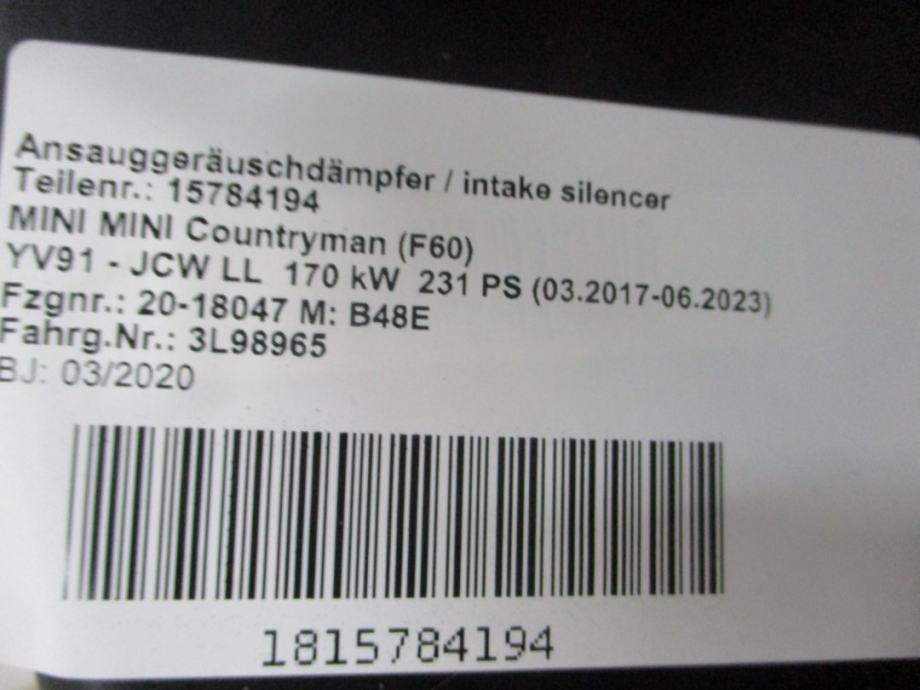 Ansauggeräuschdämpfer / intake silencer
Teilenr.: 15784194
MINI MINI Countryman (F60)
YV91 - JCW LL 170 kW 231 PS (03.2017-06.2023)
Fzgnr.: 20-18047 M: B48E
Fahrg.Nr.: 3L98965
BJ: 03/2020
1815784194